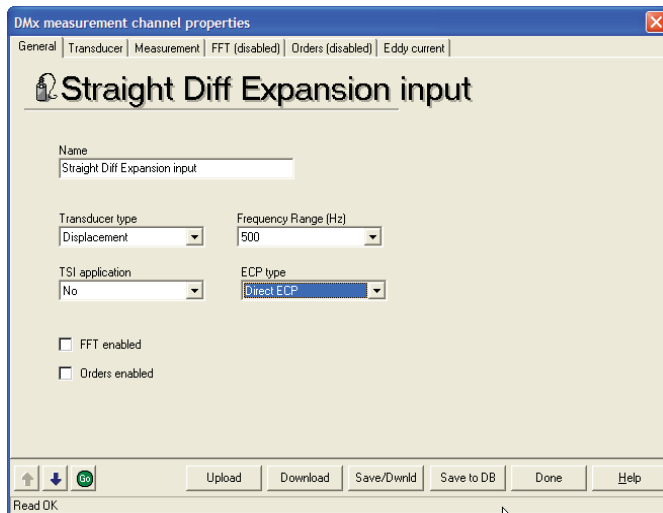 DMx measurement channel properties
General Transducer Measurement FFT (disabled) Orders (disabled) Eddy current
Straight Diff Expansion input
Name
Straight Diff Expansion input
Transducer type Frequency Range (Hz)
Displacement 500
TSI application ECP type
No Direct ECP
FFT enabled
Orders enabled
Go Upload Download Save/Dwnld Save to DB Done Help
Read OK